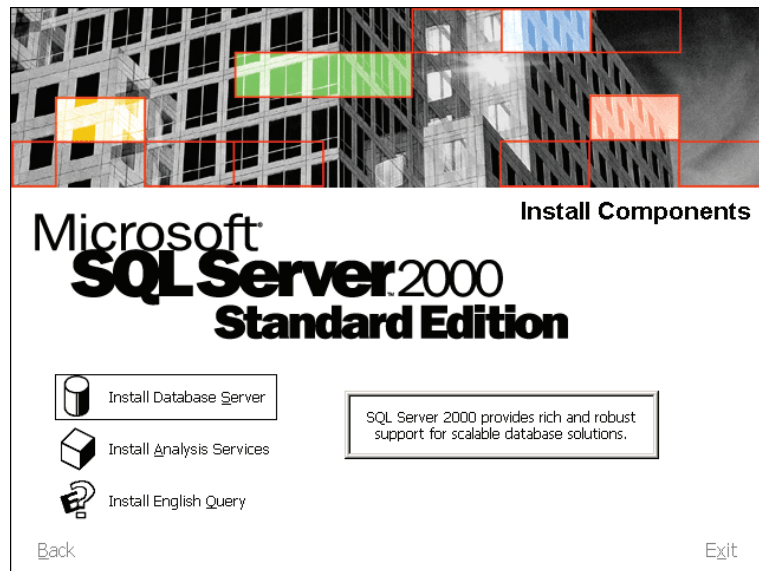 Install Components
Microsoft®
SQL Server™ 2000
Standard Edition
Install Database Server
SQL Server 2000 provides rich and robust
support for scalable database solutions.
Install Analysis Services
Install English Query
Back
Exit